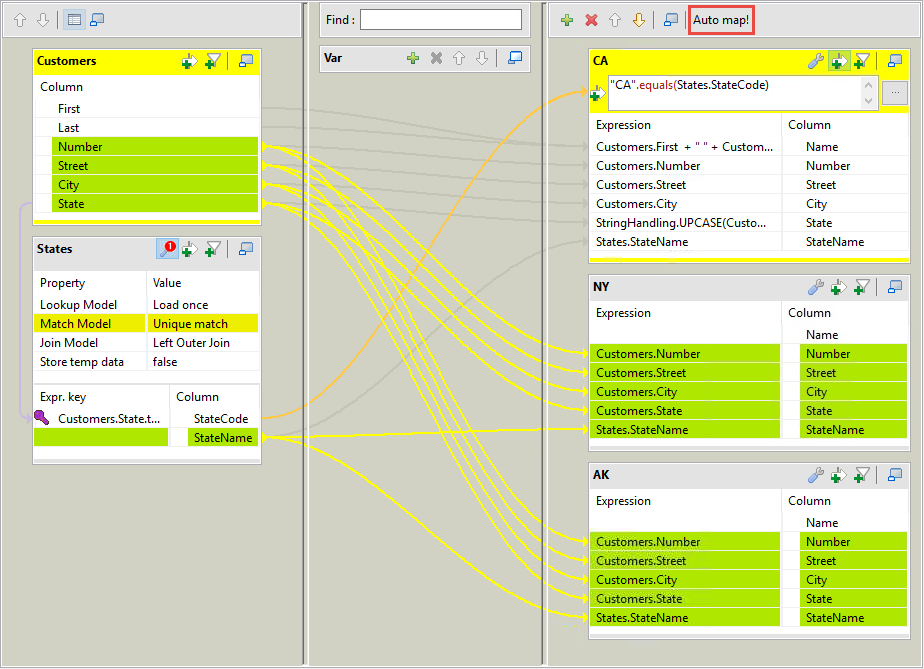 Find :
Auto map!
Customers
Column
First
Last
Number
Street
City
State
States
1
Property Value
Lookup Model Load once
Match Model Unique match
Join Model Left Outer Join
Store temp data false
Expr. key Column
Customers.State.t... StateCode
StateName
Var
CA
"CA".equals(States.StateCode)
...
Expression Column
Customers.First + " " + Custom... Name
Customers.Number Number
Customers.Street Street
Customers.City City
StringHandling.UPCASE(Custo... State
States.StateName StateName
NY
Expression Column
Name
Customers.Number Number
Customers.Street Street
Customers.City City
Customers.State State
States.StateName StateName
AK
Expression Column
Name
Customers.Number Number
Customers.Street Street
Customers.City City
Customers.State State
States.StateName StateName